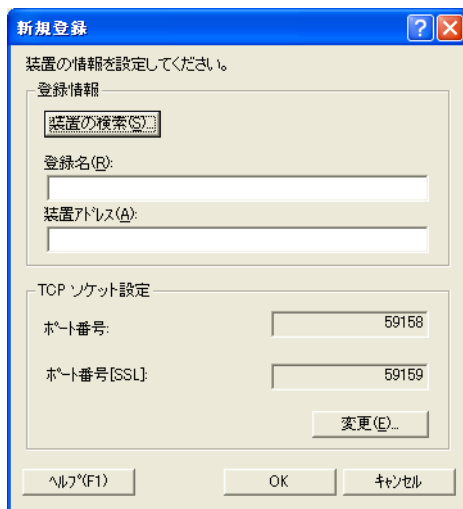 新規登録
装置の情報を設定してください。
登録情報
装置の検索(S)...
登録名(R):
装置アドレス(A):
TCP ソケット設定
ポート番号:
59158
ポート番号[SSL]:
59159
変更(E)...
ヘルプ(F1)
OK
キャンセル